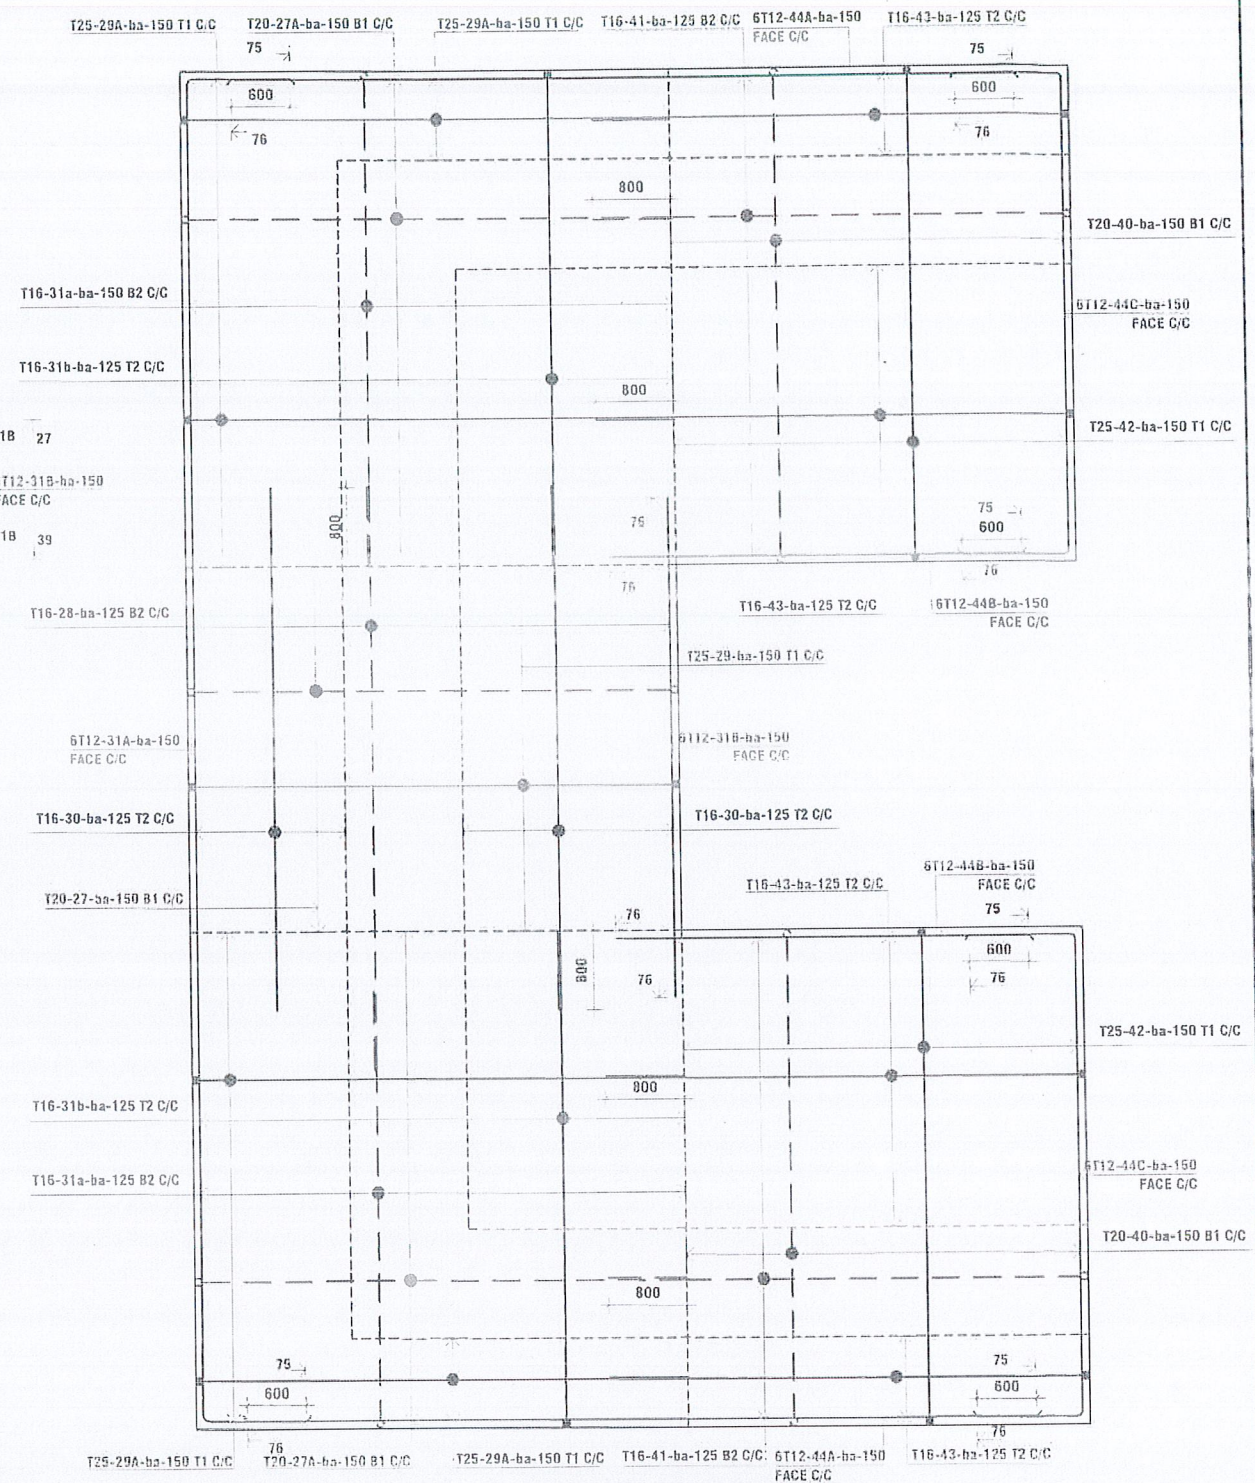 T25-29A-ba-150 T1 C/C
T20-27A-ba-150 B1 C/C
T25-29A-ba-150 T1 C/C
T16-41-ba-125 B2 C/C
6T12-44A-ba-150
FACE C/C
T16-43-ba-125 T2 C/C
75
75
600
600
76
76
800
T20-40-ba-150 B1 C/C
T16-31a-ba-150 B2 C/C
6T12-44C-ba-150
FACE C/C
T16-31b-ba-125 T2 C/C
800
T25-42-ba-150 T1 C/C
1B 27
T12-31B-ba-150
FACE C/C
1B 39
800
76
75
600
76
76
T16-28-ba-125 B2 C/C
T16-43-ba-125 T2 C/C
6T12-44B-ba-150
FACE C/C
T25-29-ba-150 T1 C/C
6T12-31A-ba-150
FACE C/C
6T12-31B-ba-150
FACE C/C
T16-30-ba-125 T2 C/C
T16-30-ba-125 T2 C/C
6T12-44B-ba-150
FACE C/C
T16-43-ba-125 T2 C/C
T20-27-ba-150 B1 C/C
76
75
600
800
76
76
T25-42-ba-150 T1 C/C
800
T16-31b-ba-125 T2 C/C
6T12-44C-ba-150
FACE C/C
T16-31a-ba-125 B2 C/C
T20-40-ba-150 B1 C/C
800
75
75
600
600
76
76
T25-29A-ba-150 T1 C/C
T20-27A-ba-150 B1 C/C
T25-29A-ba-150 T1 C/C
T16-41-ba-125 B2 C/C
6T12-44A-ba-150
FACE C/C
T16-43-ba-125 T2 C/C